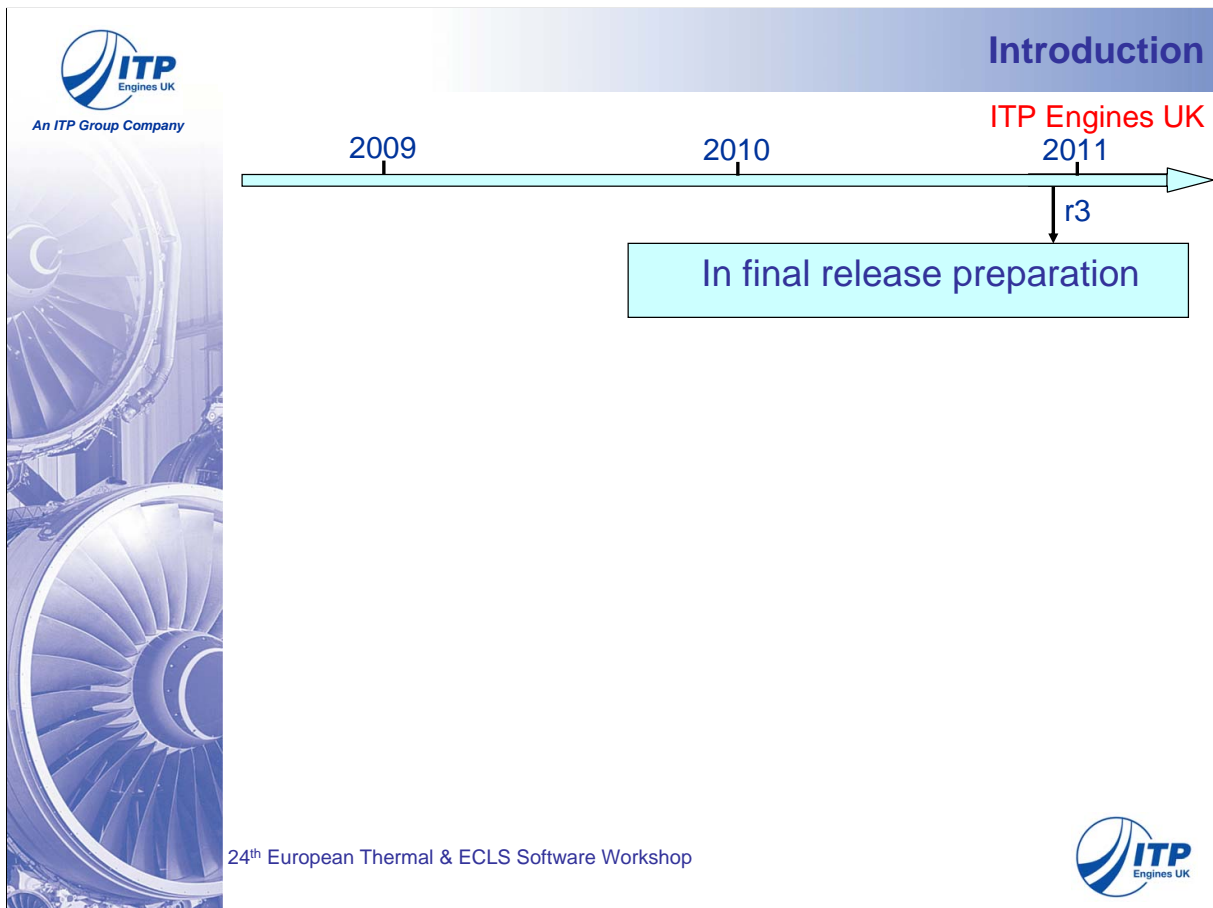 ITP
Engines UK
An ITP Group Company
Introduction
ITP Engines UK
2009 2010 2011
r3
In final release preparation
24th European Thermal & ECLS Software Workshop
ITP
Engines UK